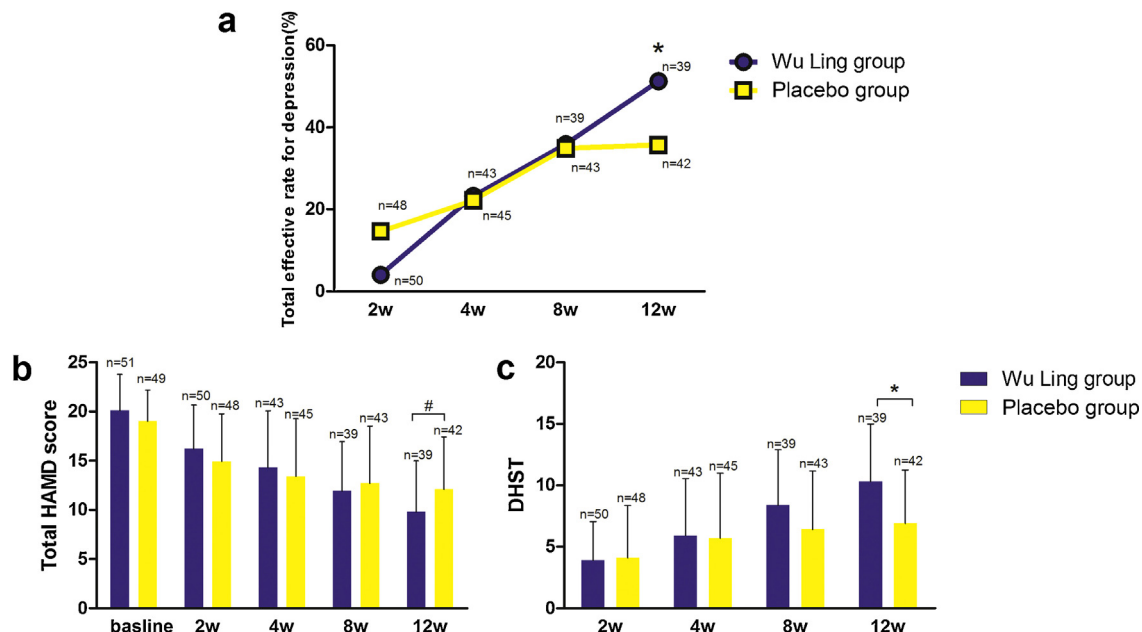 a
Total effective rate for depression(%)
60
40
20
0
n=48
n=50
n=43
n=45
n=39
n=43
*
n=39
n=42
2w
4w
8w
12w
Wu Ling group
Placebo group
b
Total HAMD score
25
20
15
10
5
0
n=51
n=49
n=50
n=48
n=43
n=45
n=39
n=43
#
n=39
n=42
basline
2w
4w
8w
12w
c
DHST
20
15
10
5
0
n=50
n=48
n=43
n=45
n=39
n=43
*
n=39
n=42
2w
4w
8w
12w
Wu Ling group
Placebo group